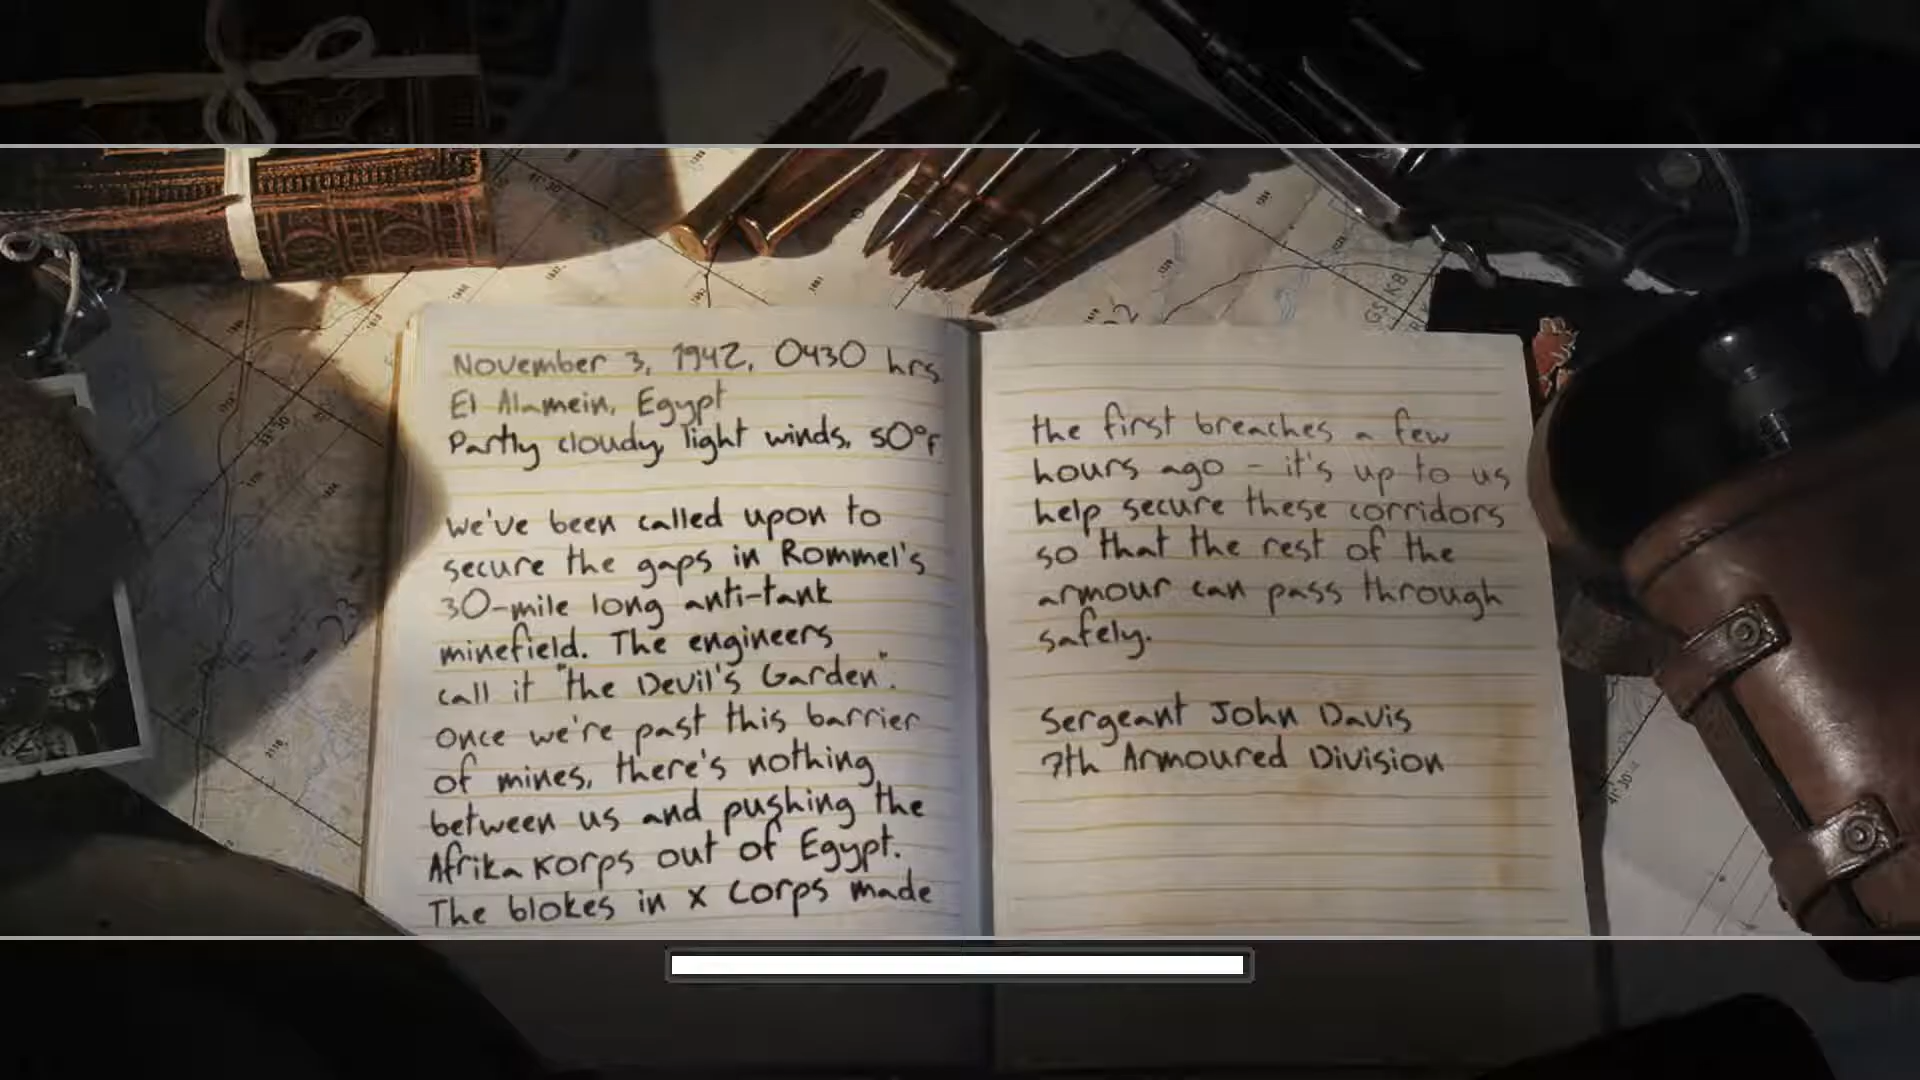 November 3, 1942, 0430 hrs
El Alamein, Egypt
Partly cloudy, light winds, 50°F
We've been called upon to
secure the gaps in Rommel's
30-mile long anti-tank
minefield. The engineers
call it "the Devil's Garden".
Once we're past this barrier
of mines, there's nothing
between us and pushing the
Afrika Korps out of Egypt.
The blokes in X Corps made
the first breaches a few
hours ago - it's up to us
help secure these corridors
so that the rest of the
armour can pass through
safely.
Sergeant John Davis
7th Armoured Division